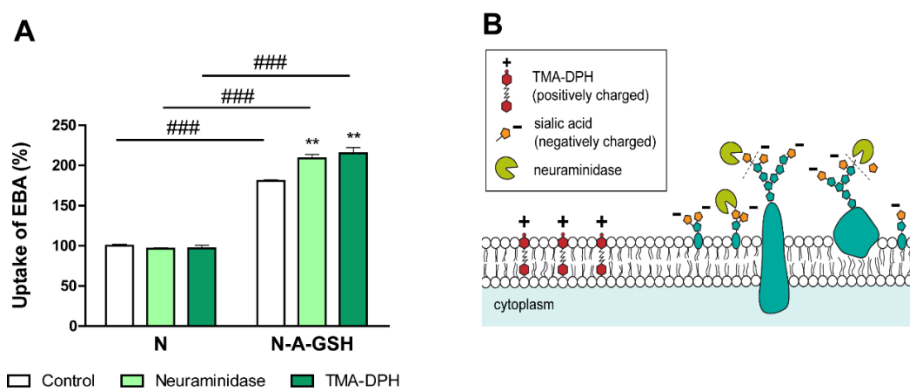 A
###
###
###
**
**
Uptake of EBA (%)
250
200
150
100
50
0
N
N-A-GSH
Control
Neuraminidase
TMA-DPH
B
+
TMA-DPH
(positively charged)
sialic acid
(negatively charged)
neuraminidase
+ + +
cytoplasm